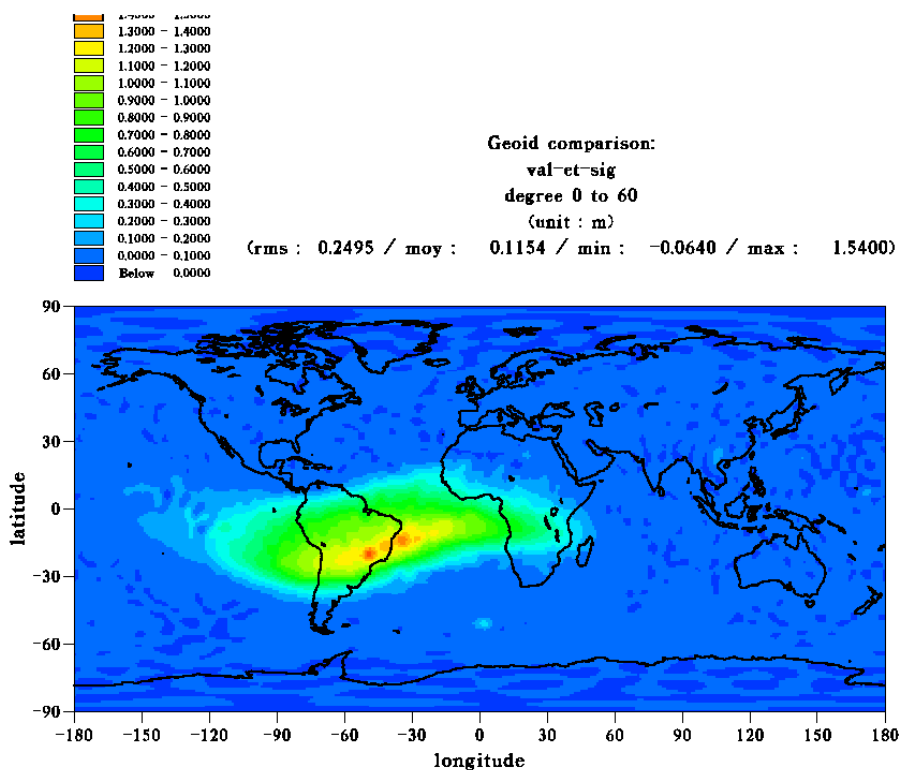 1.3000 - 1.4000
1.2000 - 1.3000
1.1000 - 1.2000
1.0000 - 1.1000
0.9000 - 1.0000
0.8000 - 0.9000
0.7000 - 0.8000
0.6000 - 0.7000
0.5000 - 0.6000
0.4000 - 0.5000
0.3000 - 0.4000
0.2000 - 0.3000
0.1000 - 0.2000
0.0000 - 0.1000
Below 0.0000
Geoid comparison:
val-et-sig
degree 0 to 60
(unit : m)
(rms : 0.2495 / moy : 0.1154 / min : -0.0640 / max : 1.5400)
90
60
30
0
-30
-60
-90
latitude
-180 -150 -120 -90 -60 -30 0 30 60 90 120 150 180
longitude